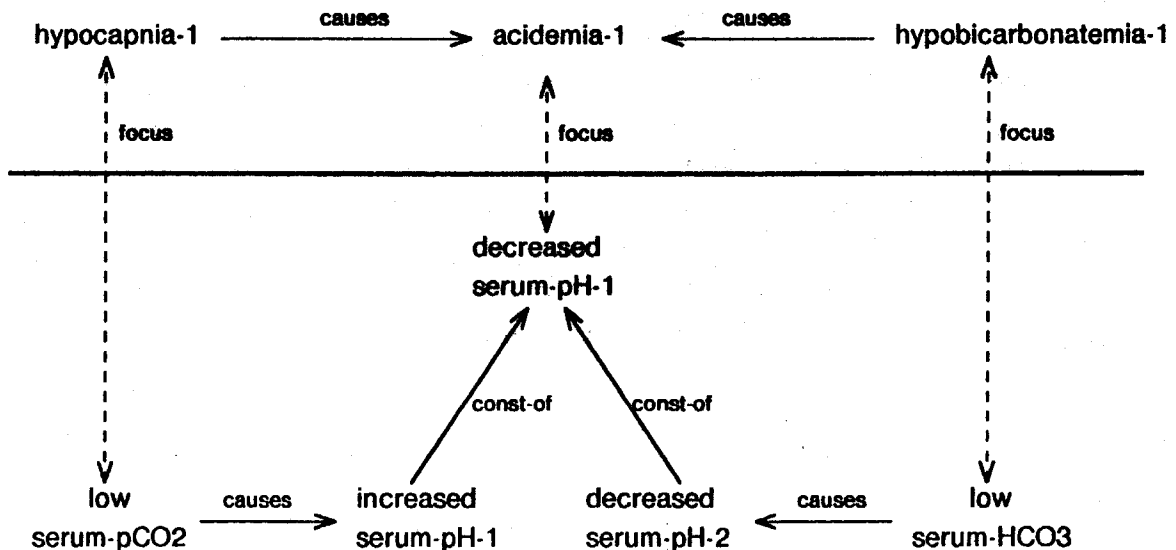 causes
causes
hypocapnia-1
acidemia-1
hypobicarbonatemia-1
focus
focus
focus
decreased
serum-pH-1
const-of
const-of
low
serum-pCO2
causes
increased
serum-pH-1
decreased
serum-pH-2
causes
low
serum-HCO3